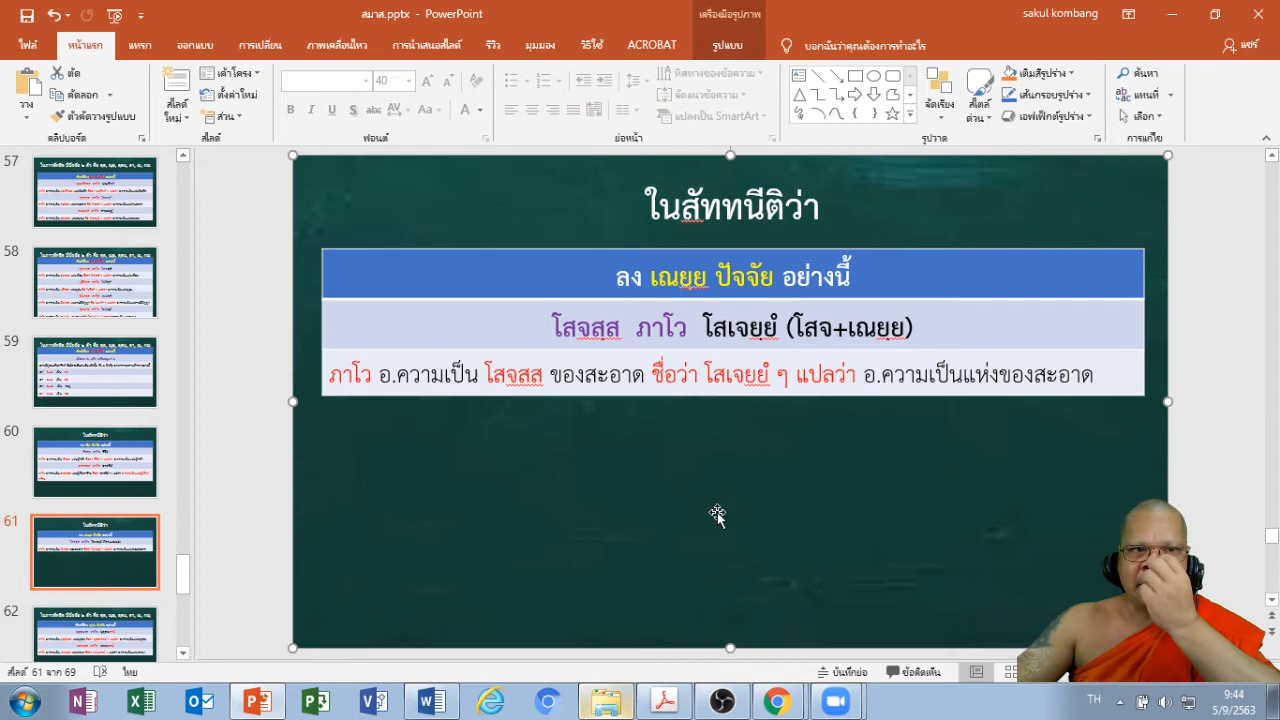 สมาส.pptx - PowerPoint
เครื่องมือรูปภาพ
sakul kombang
ไฟล์ หน้าแรก แทรก ออกแบบ การเปลี่ยน ภาพเคลื่อนไหว การนำเสนอสไลด์ รีวิว มุมมอง วิธีใช้ ACROBAT รูปแบบ บอกฉันว่าคุณต้องการทำอะไร แชร์
วาง ตัด คัดลอก ตัวคัดวางรูปแบบ
คลิปบอร์ด
สไลด์ใหม่ เค้าโครง ตั้งค่าใหม่ ส่วน
สไลด์
40
ฟอนต์
ทิศทางของข้อความ
จัดแนวข้อความ
แปลงเป็น SmartArt
ย่อหน้า
จัดเรียง สไตล์ด่วน เติมสีรูปร่าง เส้นกรอบรูปร่าง เอฟเฟ็กต์รูปร่าง
รูปวาด
ค้นหา แทนที่ เลือก
การแก้ไข
57
58
59
60
61
62
ในสัททนีติว่า
ลง เณยฺย ปัจจัย อย่างนี้
โสจสฺส ภาโว โสเจยฺยํ (โสจ+เณยฺย)
ภาโว อ.ความเป็น โสจสฺส ของสะอาด ชื่อว่า โสเจยฺยํ ๆ แปลว่า อ.ความเป็นแห่งของสะอาด
สไลด์ 61 จาก 69 ไทย บันทึกย่อ ข้อคิดเห็น
TH
9:44
5/9/2563